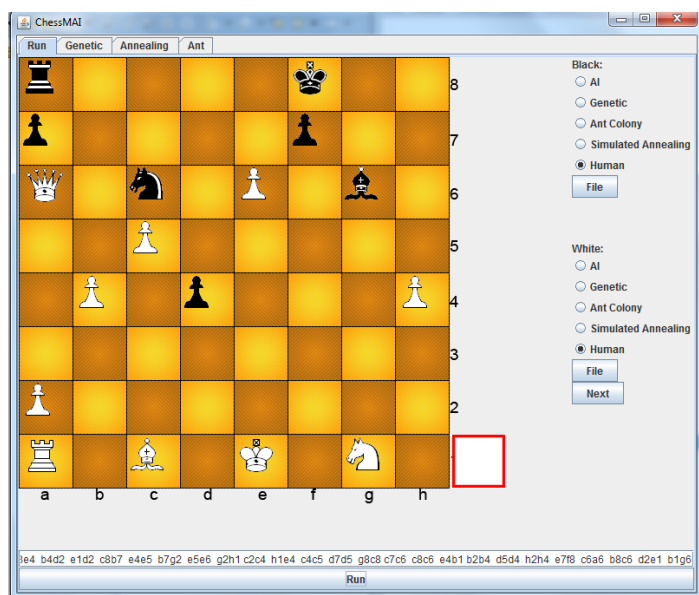 ChessMAI
Run Genetic Annealing Ant
Black:
AI
Genetic
Ant Colony
Simulated Annealing
Human
File
White:
AI
Genetic
Ant Colony
Simulated Annealing
Human
File
Next
8
7
6
5
4
3
2
a b c d e f g h
b4d2 e1d2 c8b7 e4e5 b7g2 e5e6 g2h1 c2c4 h1e4 c4c5 d7d5 g8c8 c7c6 c8c6 e4b1 b2b4 d5d4 h2h4 e7f8 c6a6 b8c6 d2e1 b1g6
Run